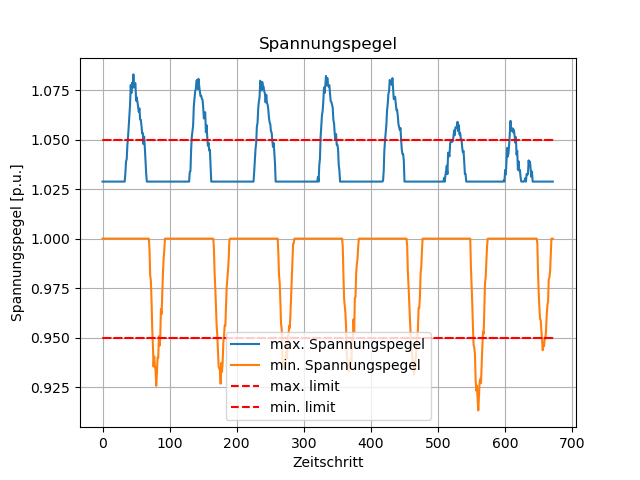 Spannungspegel
Spannungspegel [p.u.]
1.075
1.050
1.025
1.000
0.975
0.950
0.925
max. Spannungspegel
min. Spannungspegel
max. limit
min. limit
0 100 200 300 400 500 600 700
Zeitschritt